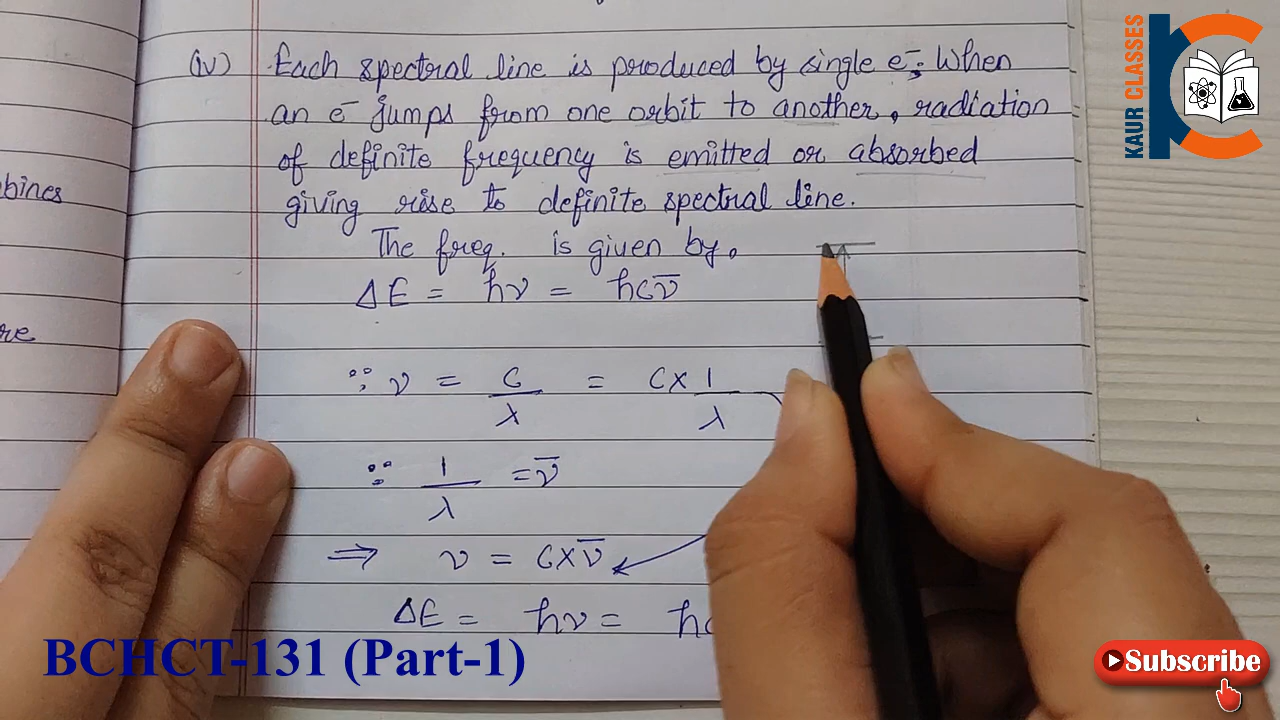 (iv) Each spectral line is produced by single e⁻. When
an e⁻ jumps from one orbit to another, radiation
of definite frequency is emitted or absorbed
giving rise to definite spectral line.
The freq. is given by,
ΔE = hν = hcν̅
∵ ν = c/λ = c × 1/λ
∵ 1/λ = ν̅
⇒ ν = c × ν̅
ΔE = hν = hc
bines
re
KAUR CLASSES
BCHCT-131 (Part-1)
Subscribe